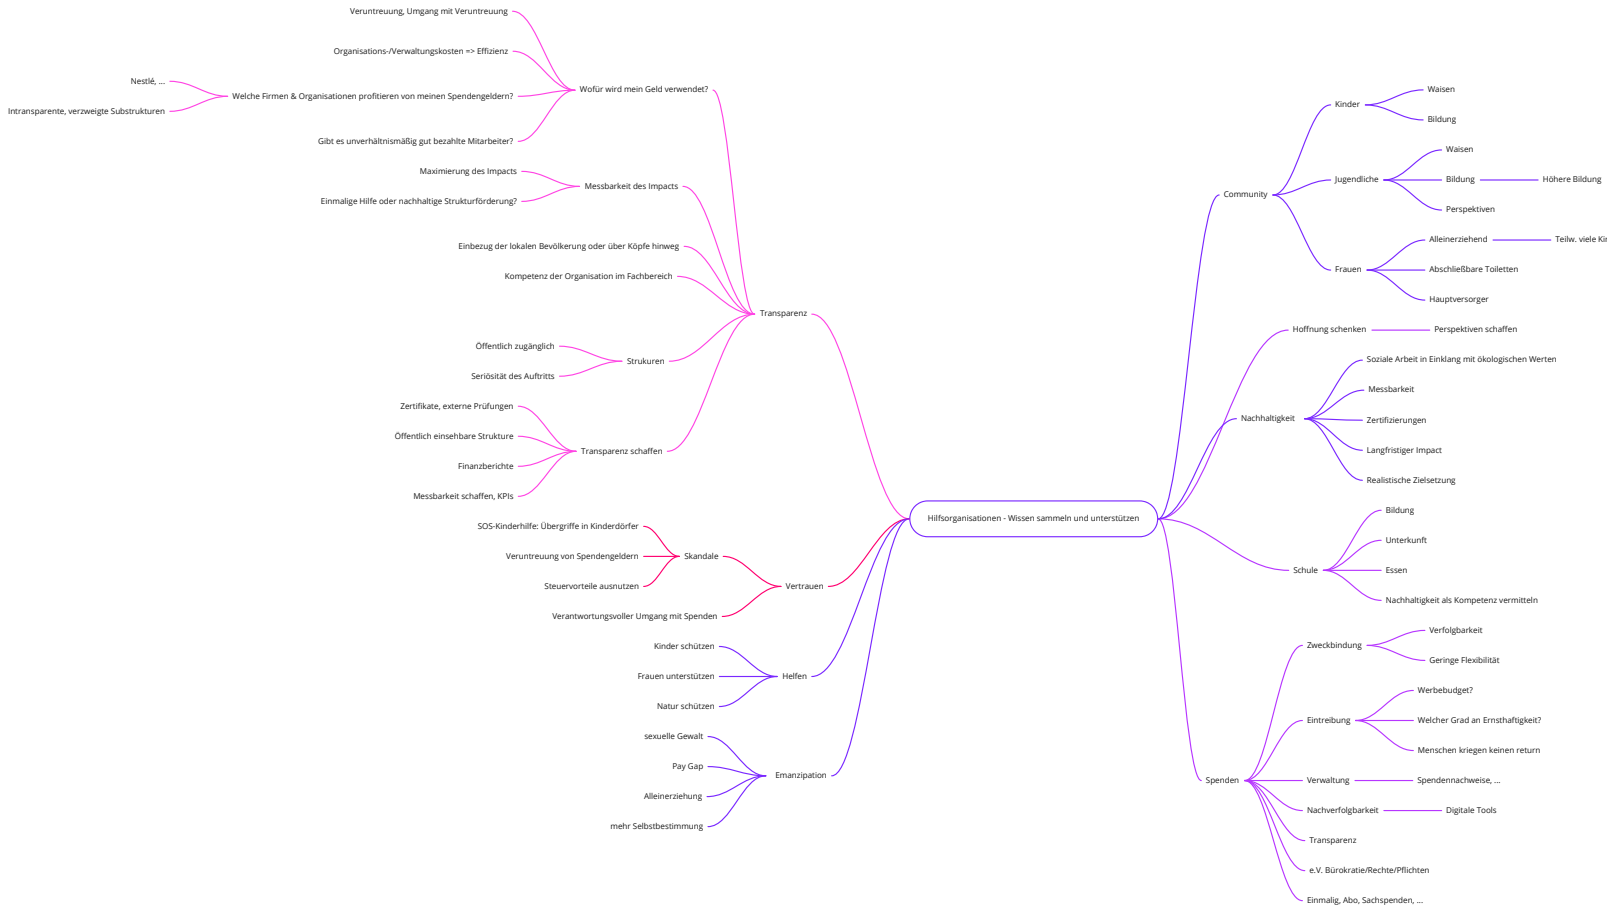 Hilfsorganisationen - Wissen sammeln und unterstützen
Transparenz
Wofür wird mein Geld verwendet?
Veruntreuung, Umgang mit Veruntreuung
Organisations-/Verwaltungskosten => Effizienz
Welche Firmen & Organisationen profitieren von meinen Spendengeldern?
Nestlé, ...
Intransparente, verzweigte Substrukturen
Gibt es unverhältnismäßig gut bezahlte Mitarbeiter?
Messbarkeit des Impacts
Maximierung des Impacts
Einmalige Hilfe oder nachhaltige Strukturförderung?
Einbezug der lokalen Bevölkerung oder über Köpfe hinweg
Kompetenz der Organisation im Fachbereich
Strukuren
Öffentlich zugänglich
Seriösität des Auftritts
Transparenz schaffen
Zertifikate, externe Prüfungen
Öffentlich einsehbare Strukture
Finanzberichte
Messbarkeit schaffen, KPIs
Vertrauen
Skandale
SOS-Kinderhilfe: Übergriffe in Kinderdörfer
Veruntreuung von Spendengeldern
Steuervorteile ausnutzen
Verantwortungsvoller Umgang mit Spenden
Helfen
Kinder schützen
Frauen unterstützen
Natur schützen
Emanzipation
sexuelle Gewalt
Pay Gap
Alleinerziehung
mehr Selbstbestimmung
Community
Kinder
Waisen
Bildung
Jugendliche
Waisen
Bildung
Höhere Bildung
Perspektiven
Frauen
Alleinerziehend
Teilw. viele
Abschließbare Toiletten
Hauptversorger
Hoffnung schenken
Perspektiven schaffen
Nachhaltigkeit
Soziale Arbeit in Einklang mit ökologischen Werten
Messbarkeit
Zertifizierungen
Langfristiger Impact
Realistische Zielsetzung
Schule
Bildung
Unterkunft
Essen
Nachhaltigkeit als Kompetenz vermitteln
Spenden
Zweckbindung
Verfolgbarkeit
Geringe Flexibilität
Eintreibung
Werbebudget?
Welcher Grad an Ernsthaftigkeit?
Menschen kriegen keinen return
Verwaltung
Spendennachweise, ...
Nachverfolgbarkeit
Digitale Tools
Transparenz
e.V. Bürokratie/Rechte/Pflichten
Einmalig, Abo, Sachspenden, ...